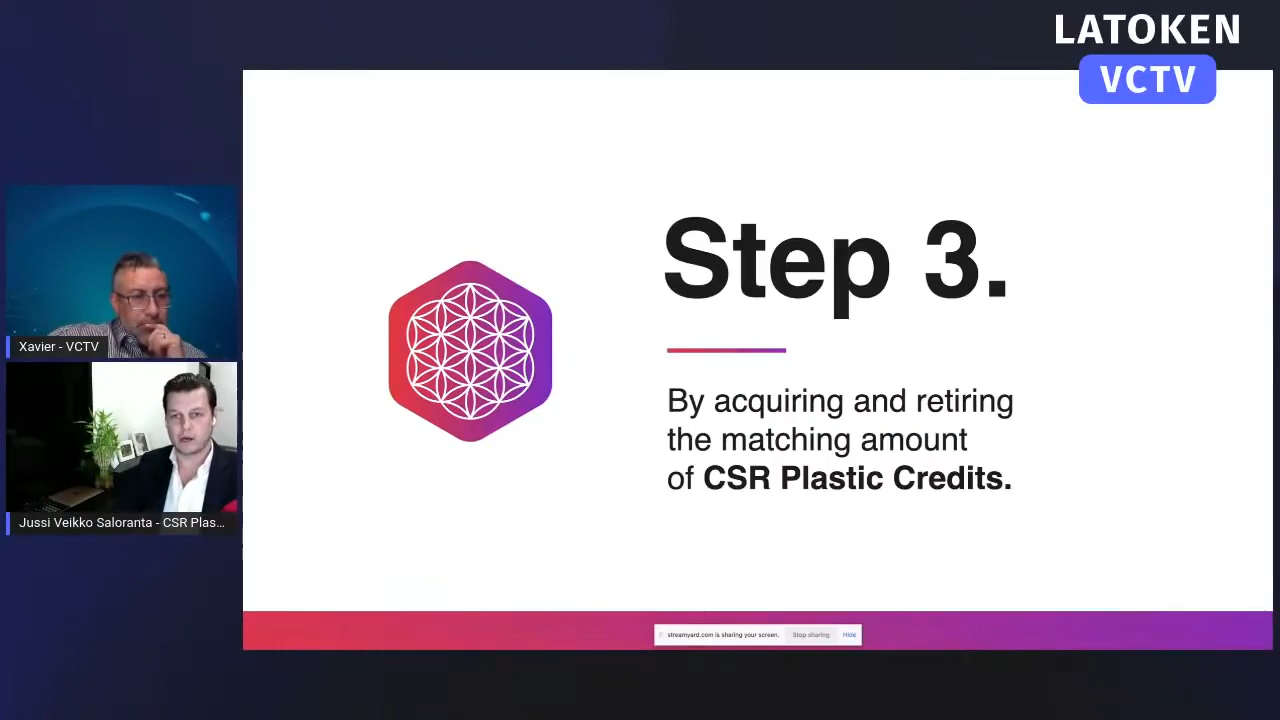 LATOKEN
VCTV
Step 3.
By acquiring and retiring
the matching amount
of CSR Plastic Credits.
Xavier - VCTV
Jussi Veikko Saloranta - CSR Plas...
streamyard.com is sharing your screen. Stop sharing Hide